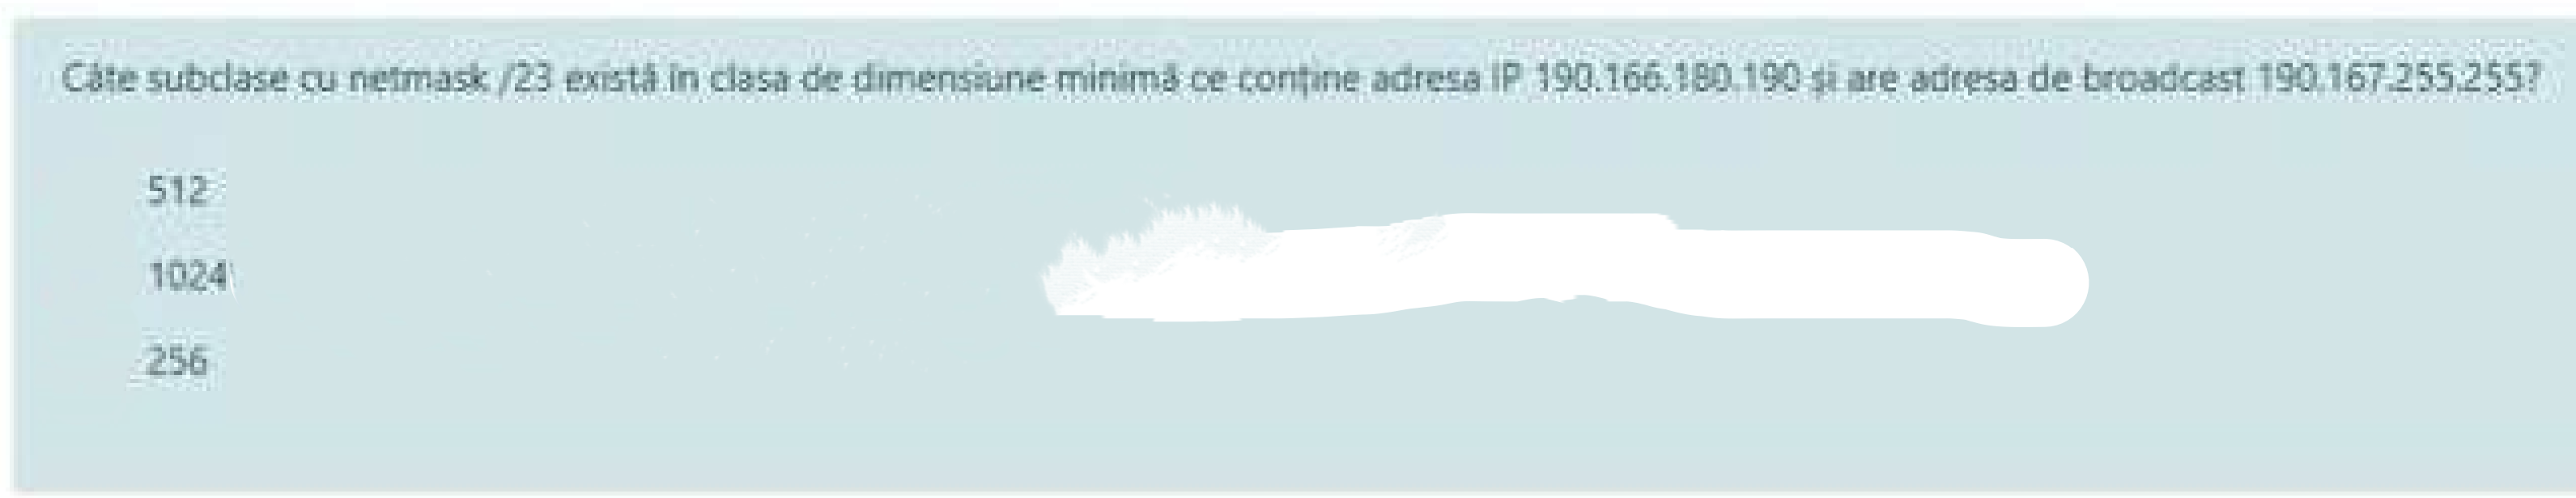 Câte subclase cu netmask /23 există în clasa de dimensiune minimă ce conține adresa IP 190.166.180.190 și are adresa de broadcast 190.167.255.255?
512
1024
256